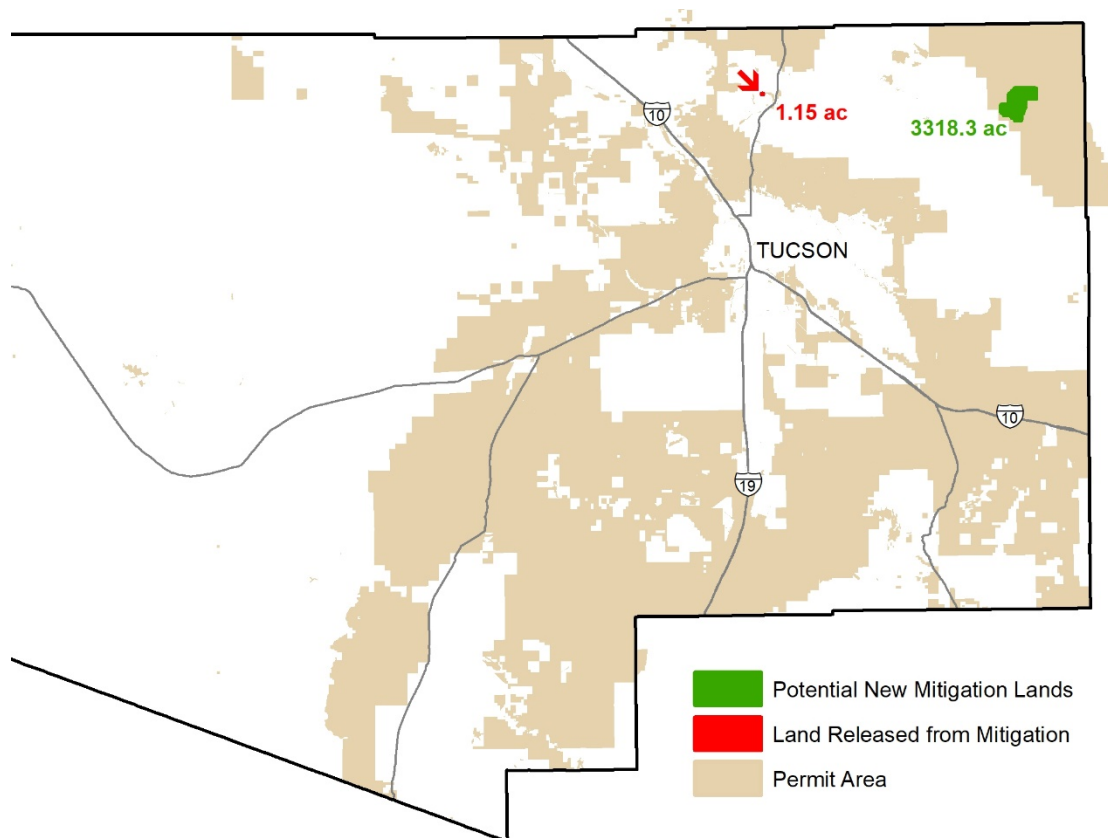 10
1.15 ac
3318.3 ac
TUCSON
10
19
Potential New Mitigation Lands
Land Released from Mitigation
Permit Area